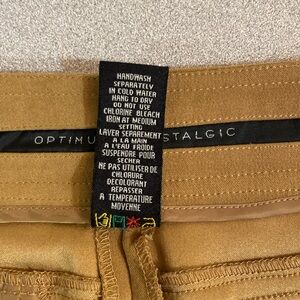 HANDWASH
SEPARATELY
IN COLD WATER
HANG TO DRY
DO NOT USE
CHLORINE BLEACH
IRON AT MEDIUM
SETTING
LAVER SEPAREMENT
A LA MAIN
A L'EAU FROIDE
SUSPENDRE POUR
SECHER
NE PAS UTILISER DE
CHLORURE
DECOLORANT
REPASSER
A TEMPERATURE
MOYENNE
OPTIMU STALGIC